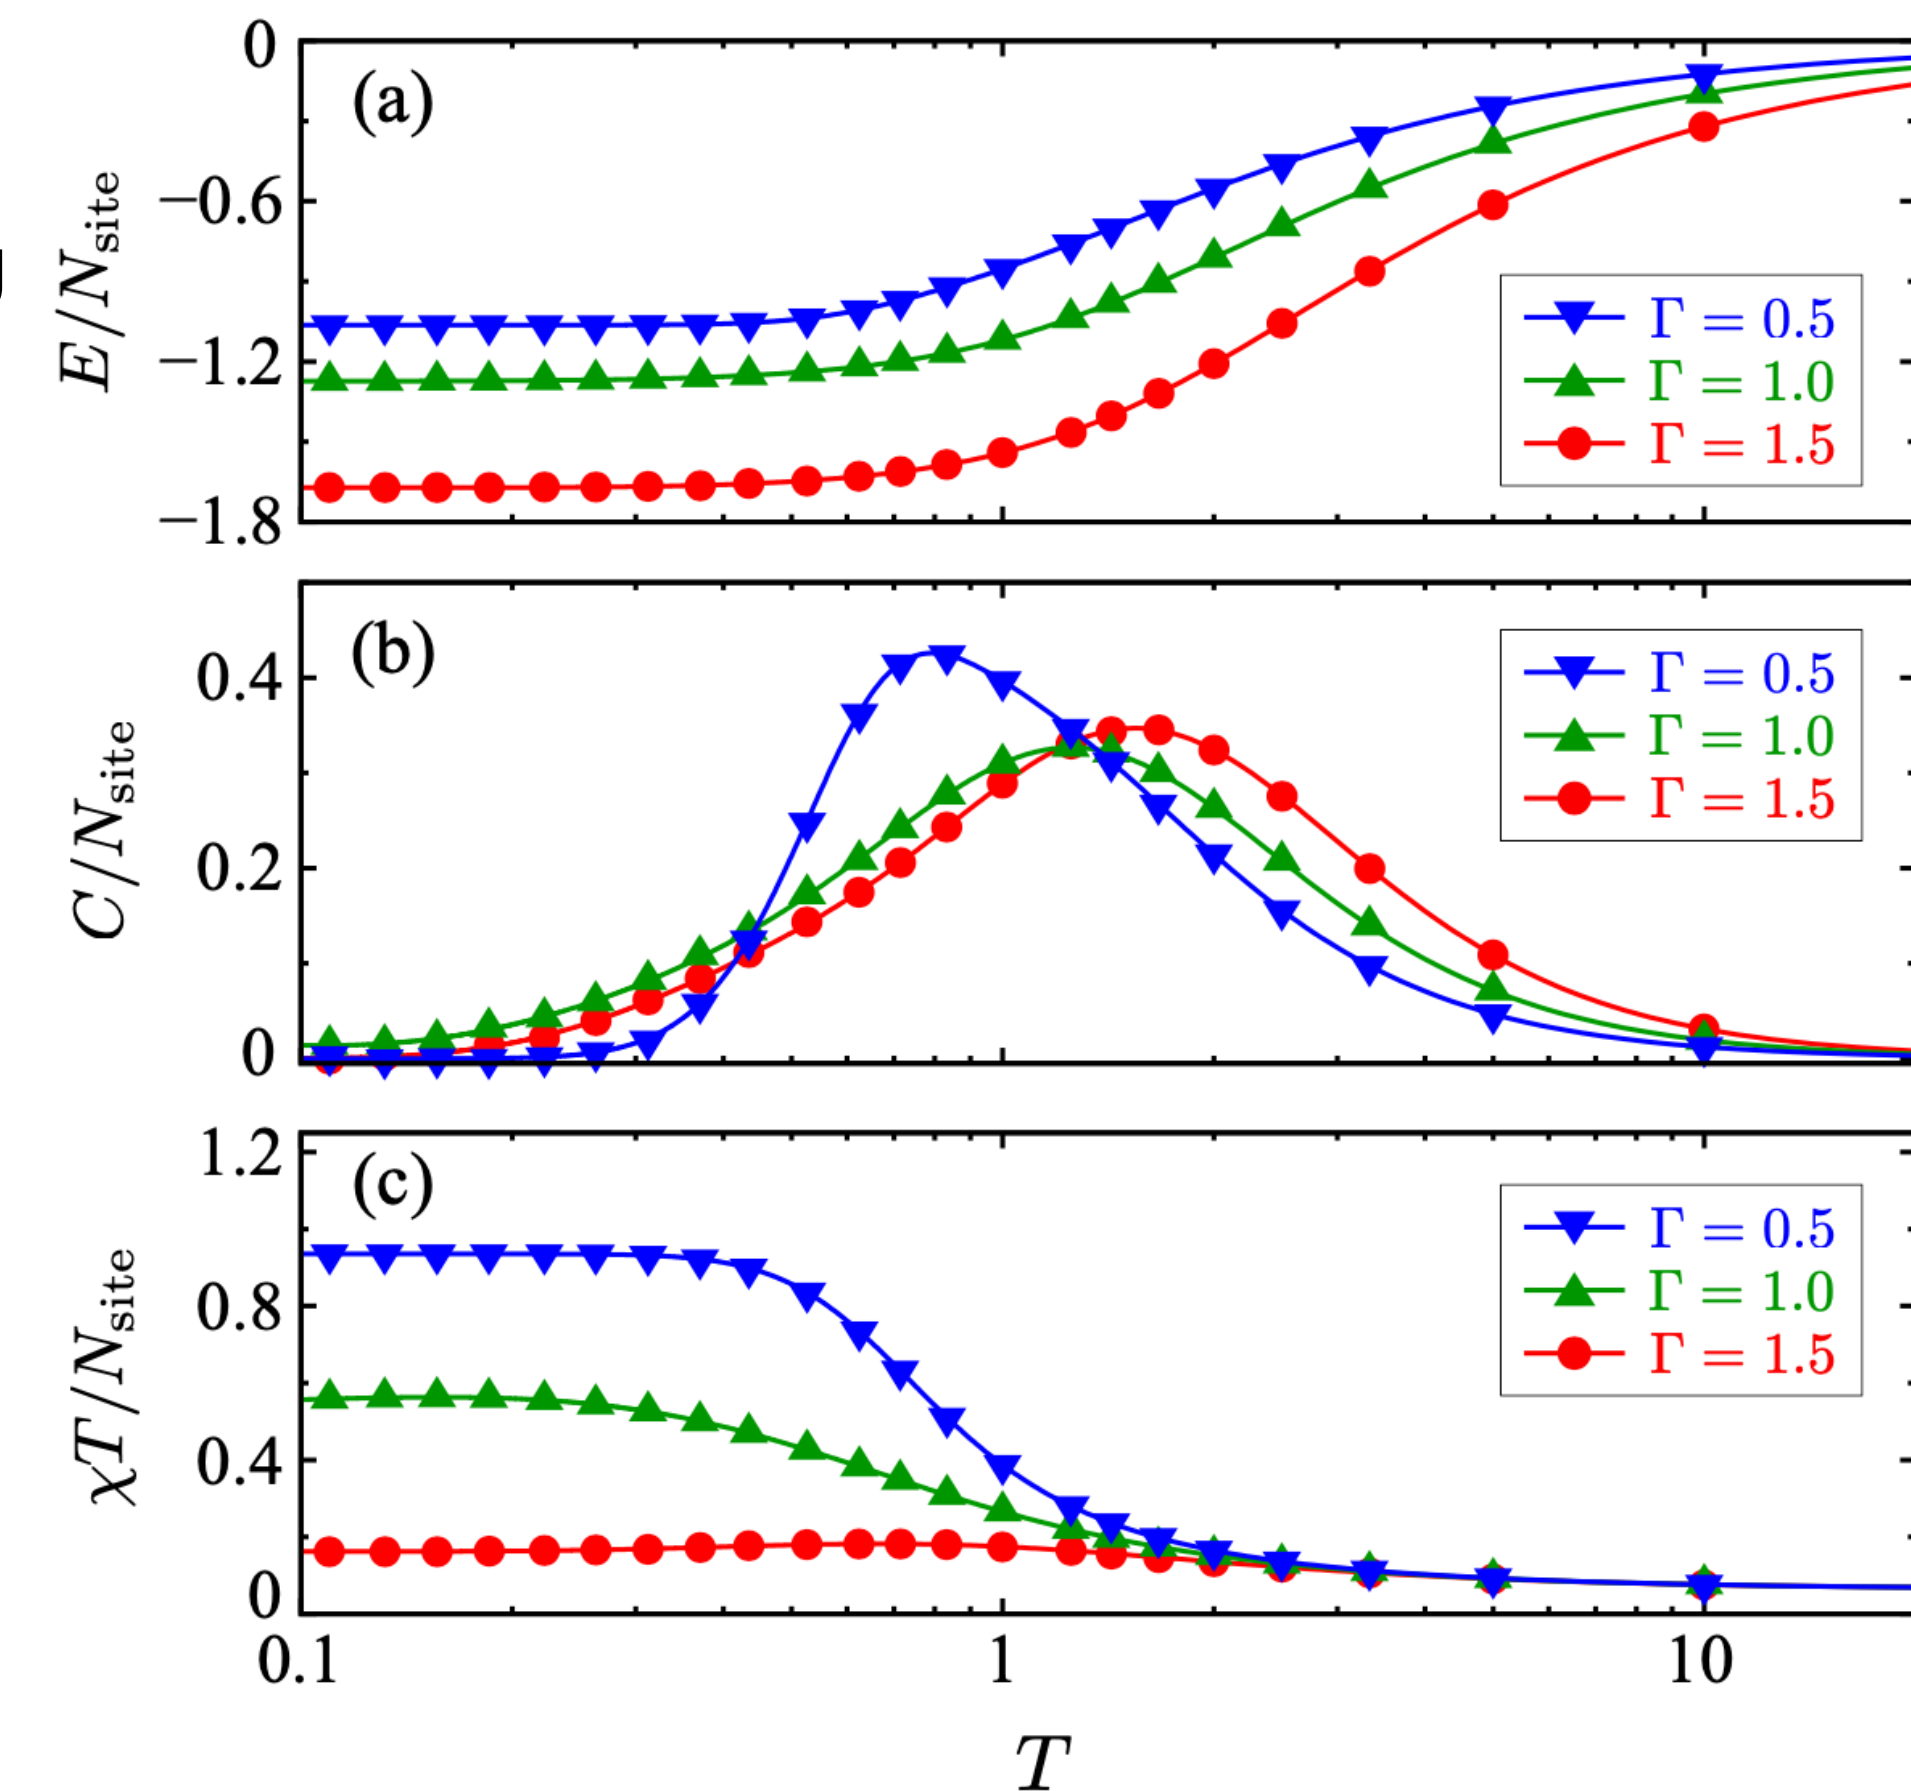 (a)
0
−0.6
−1.2
−1.8
E/N_site
Γ = 0.5
Γ = 1.0
Γ = 1.5
(b)
0.4
0.2
0
C/N_site
Γ = 0.5
Γ = 1.0
Γ = 1.5
(c)
1.2
0.8
0.4
0
χT/N_site
Γ = 0.5
Γ = 1.0
Γ = 1.5
0.1 1 10
T